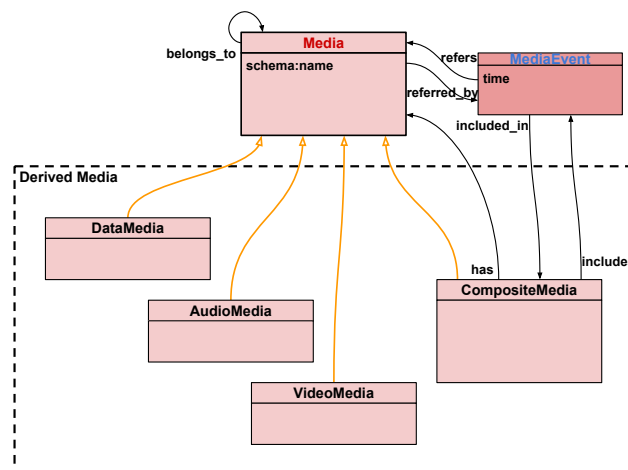 Media
belongs_to
refers
MediaEvent
schema:name
time
referred_by
included_in
Derived Media
DataMedia
has
include
CompositeMedia
AudioMedia
VideoMedia